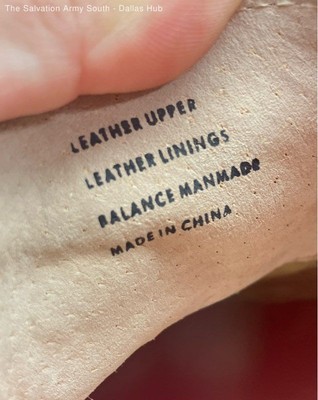 The Salvation Army South - Dallas Hub
LEATHER UPPER
LEATHER LININGS
BALANCE MANMADE
MADE IN CHINA